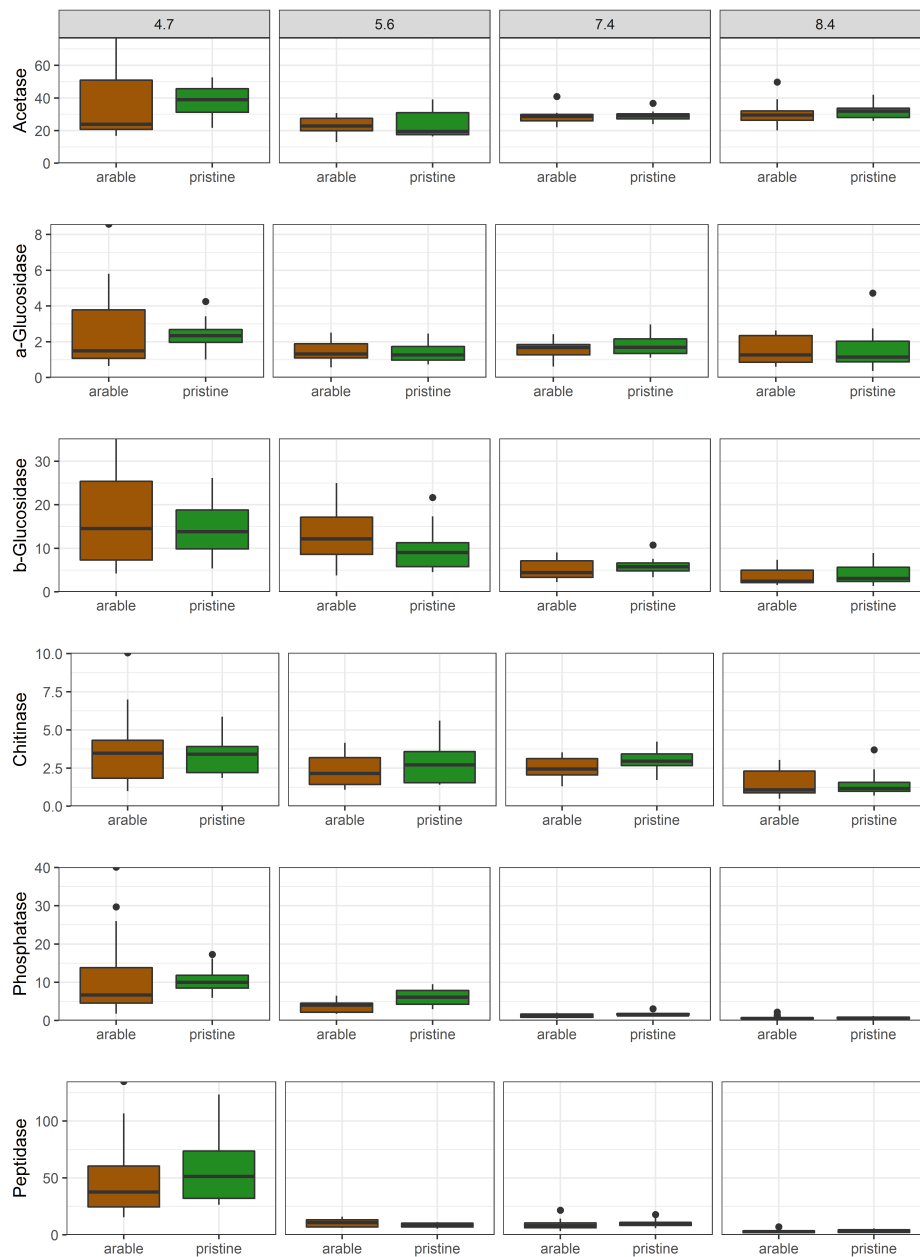 4.7 5.6 7.4 8.4
Acetase
60
40
20
0
arable pristine arable pristine arable pristine arable pristine
a-Glucosidase
8
6
4
2
0
arable pristine arable pristine arable pristine arable pristine
b-Glucosidase
30
20
10
0
arable pristine arable pristine arable pristine arable pristine
Chitinase
10.0
7.5
5.0
2.5
0.0
arable pristine arable pristine arable pristine arable pristine
Phosphatase
40
30
20
10
0
arable pristine arable pristine arable pristine arable pristine
Peptidase
100
50
0
arable pristine arable pristine arable pristine arable pristine